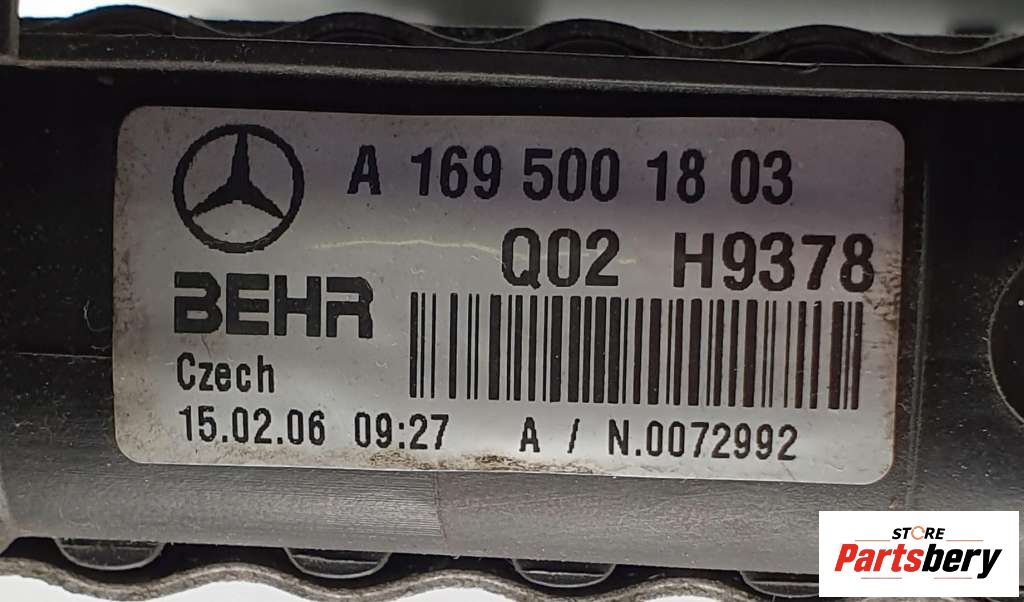 A 169 500 18 03
Q02 H9378
BEHR
Czech
15.02.06 09:27 A / N.0072992
STORE
Partsbery